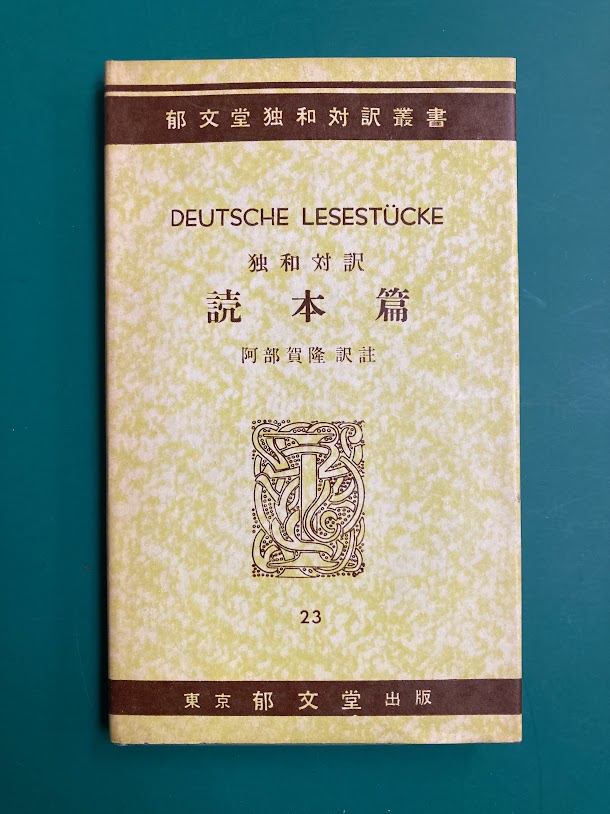 郁文堂独和対訳叢書
DEUTSCHE LESESTÜCKE
独和対訳
読本篇
阿部賀隆訳註
23
東京 郁文堂 出版